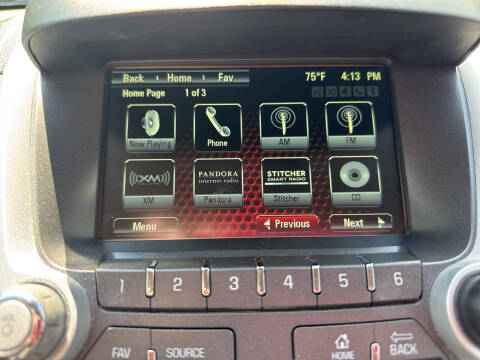 Back Home Fav 75°F 4:13 PM
Home Page 1 of 3
Now Playing Phone AM FM
XM PANDORA internet radio STITCHER SMART RADIO
XM Pandora Stitcher CD
Menu Previous Next
1 2 3 4 5 6
VOL
FAV SOURCE HOME BACK